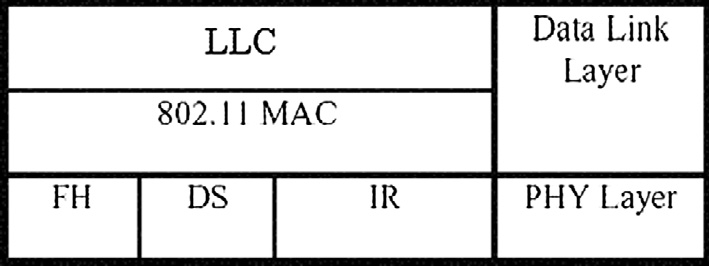 LLC
Data Link
Layer
802.11 MAC
FH
DS
IR
PHY Layer